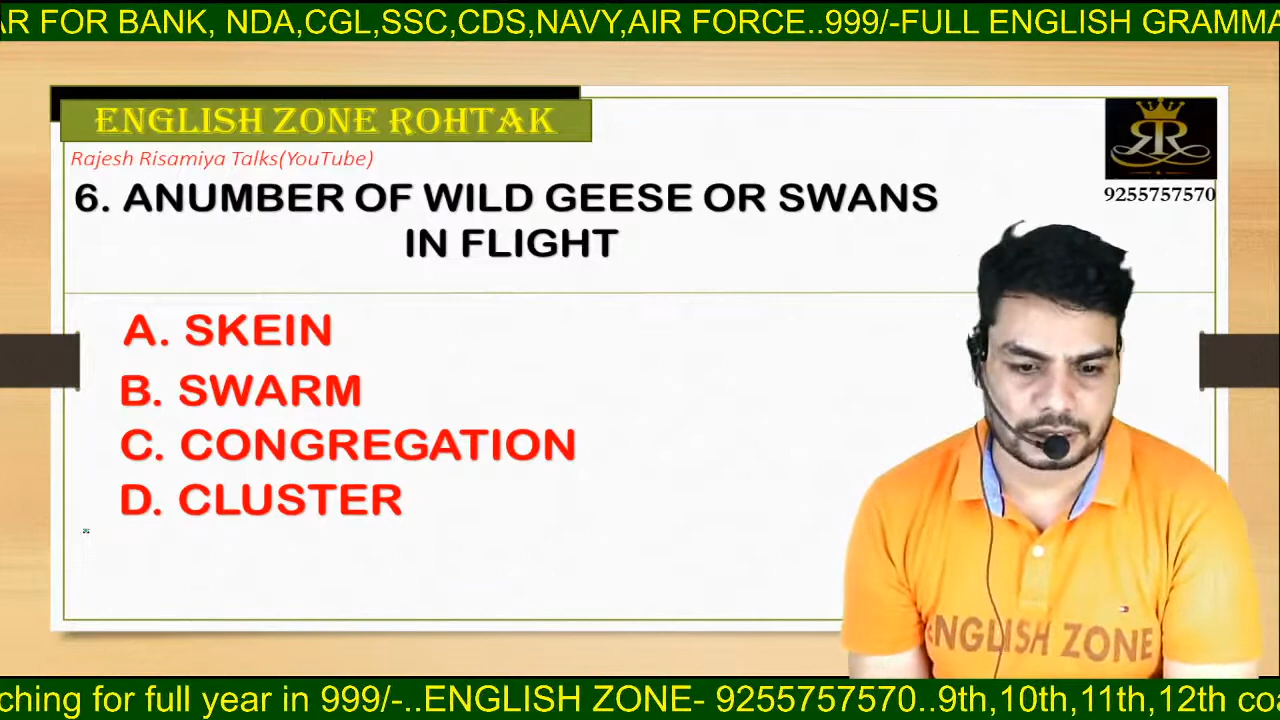 AR FOR BANK, NDA,CGL,SSC,CDS,NAVY,AIR FORCE..999/-FULL ENGLISH GRAMMA
ENGLISH ZONE ROHTAK
Rajesh Risamiya Talks(YouTube)
RR
9255757570
6. ANUMBER OF WILD GEESE OR SWANS
IN FLIGHT
A. SKEIN
B. SWARM
C. CONGREGATION
D. CLUSTER
ENGLISH ZONE
ching for full year in 999/-..ENGLISH ZONE- 9255757570..9th,10th,11th,12th coa